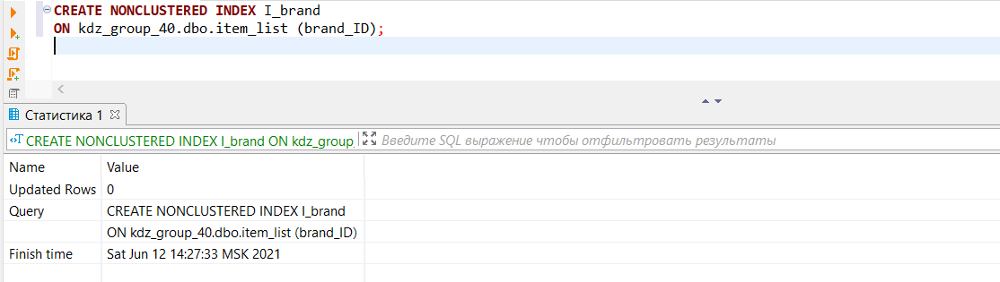 CREATE NONCLUSTERED INDEX I_brand
ON kdz_group_40.dbo.item_list (brand_ID);
Статистика 1
CREATE NONCLUSTERED INDEX I_brand ON kdz_group_
Введите SQL выражение чтобы отфильтровать результаты
Name Value
Updated Rows 0
Query CREATE NONCLUSTERED INDEX I_brand
ON kdz_group_40.dbo.item_list (brand_ID)
Finish time Sat Jun 12 14:27:33 MSK 2021